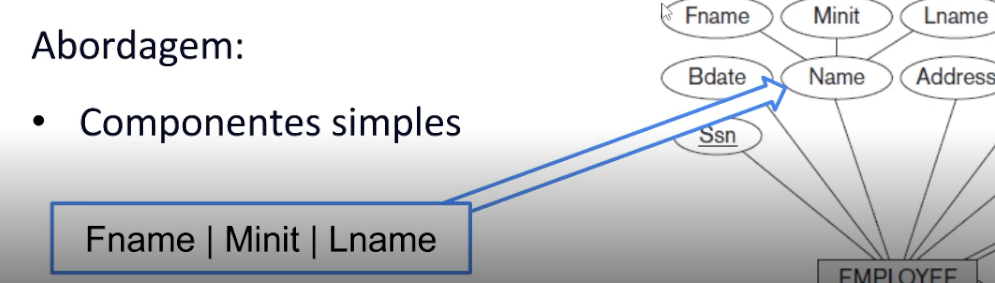 Abordagem:
• Componentes simples
Fname | Minit | Lname
Fname Minit Lname
Bdate Name Address
Ssn
EMPLOYEE